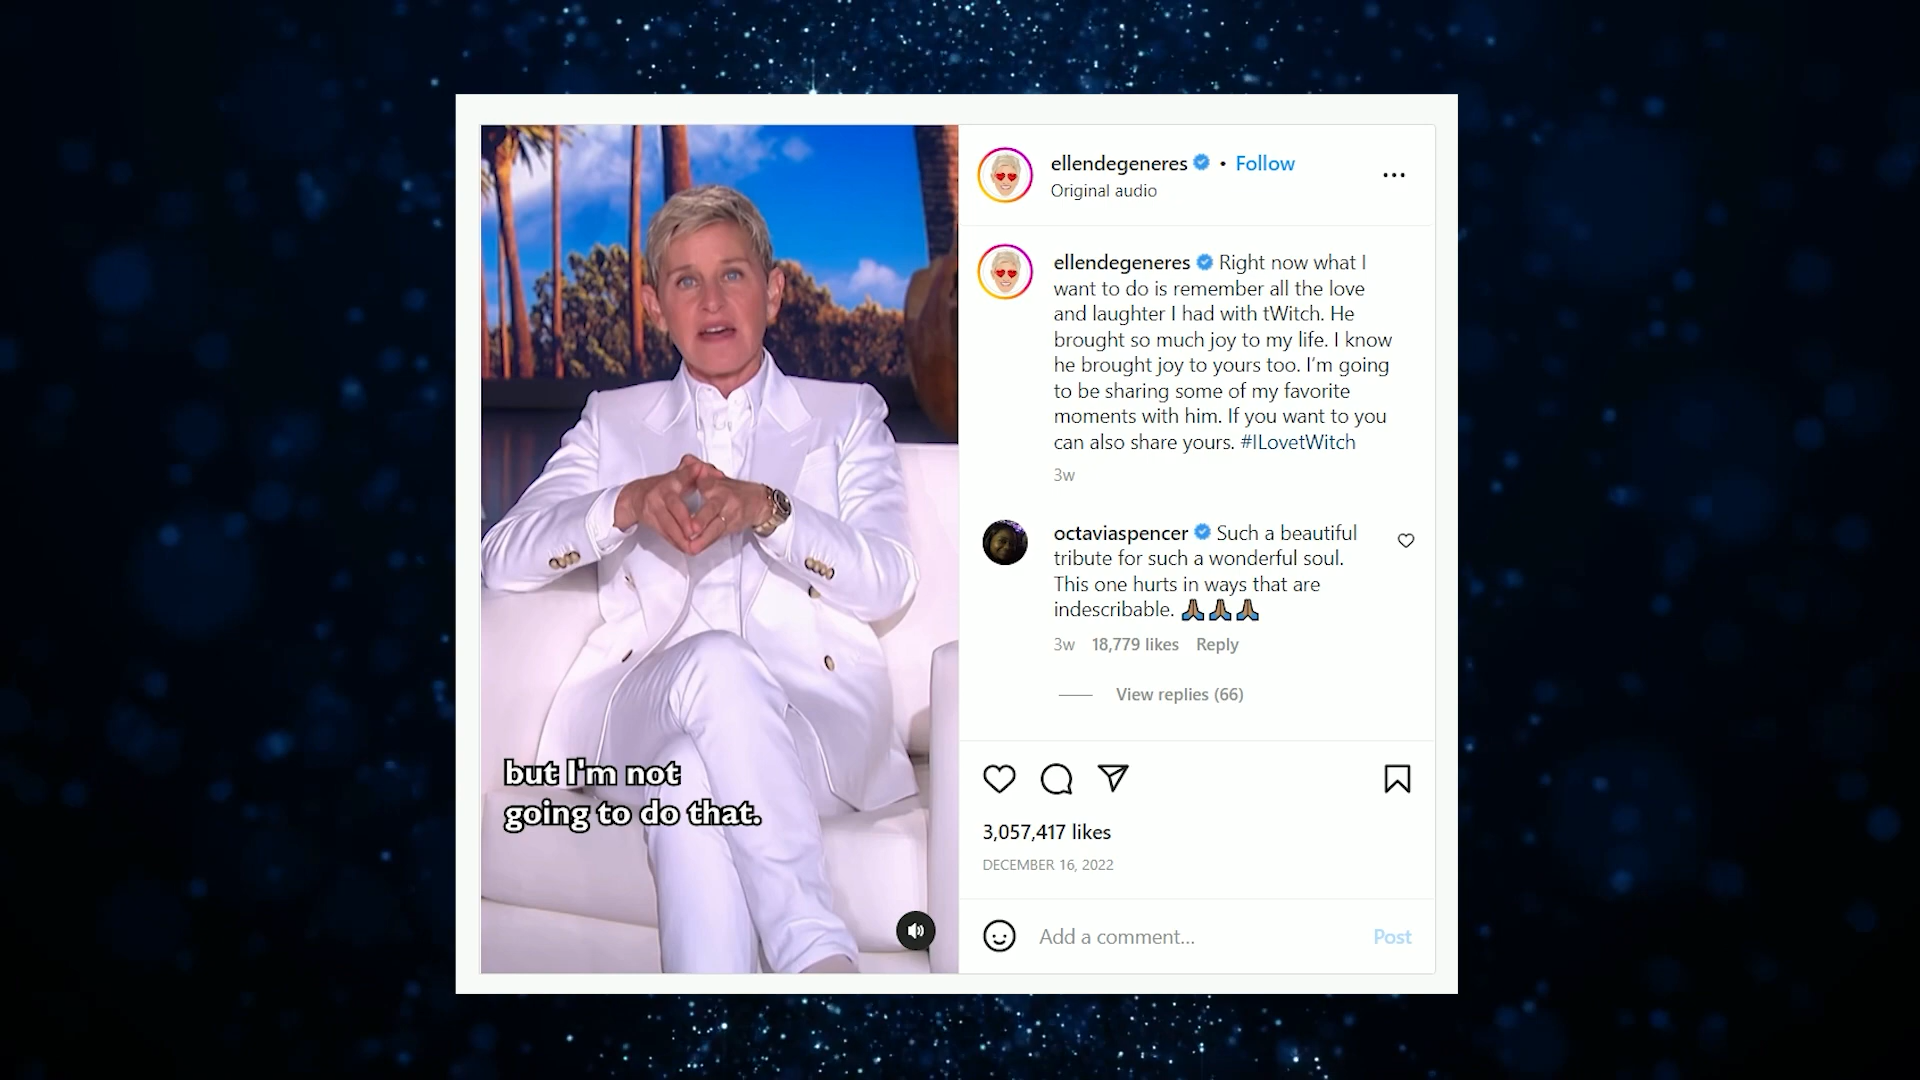 ellendegeneres • Follow
Original audio
ellendegeneres Right now what I
want to do is remember all the love
and laughter I had with tWitch. He
brought so much joy to my life. I know
he brought joy to yours too. I'm going
to be sharing some of my favorite
moments with him. If you want to you
can also share yours. #ILovetWitch
3w
octaviaspencer Such a beautiful
tribute for such a wonderful soul.
This one hurts in ways that are
indescribable. 🙏🏾🙏🏾🙏🏾
3w 18,779 likes Reply
View replies (66)
but I'm not
going to do that.
3,057,417 likes
DECEMBER 16, 2022
Add a comment...
Post